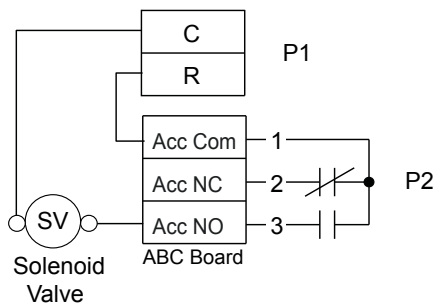 C
P1
R
Acc Com 1
Acc NC 2
P2
SV
Acc NO 3
Solenoid
Valve
ABC Board